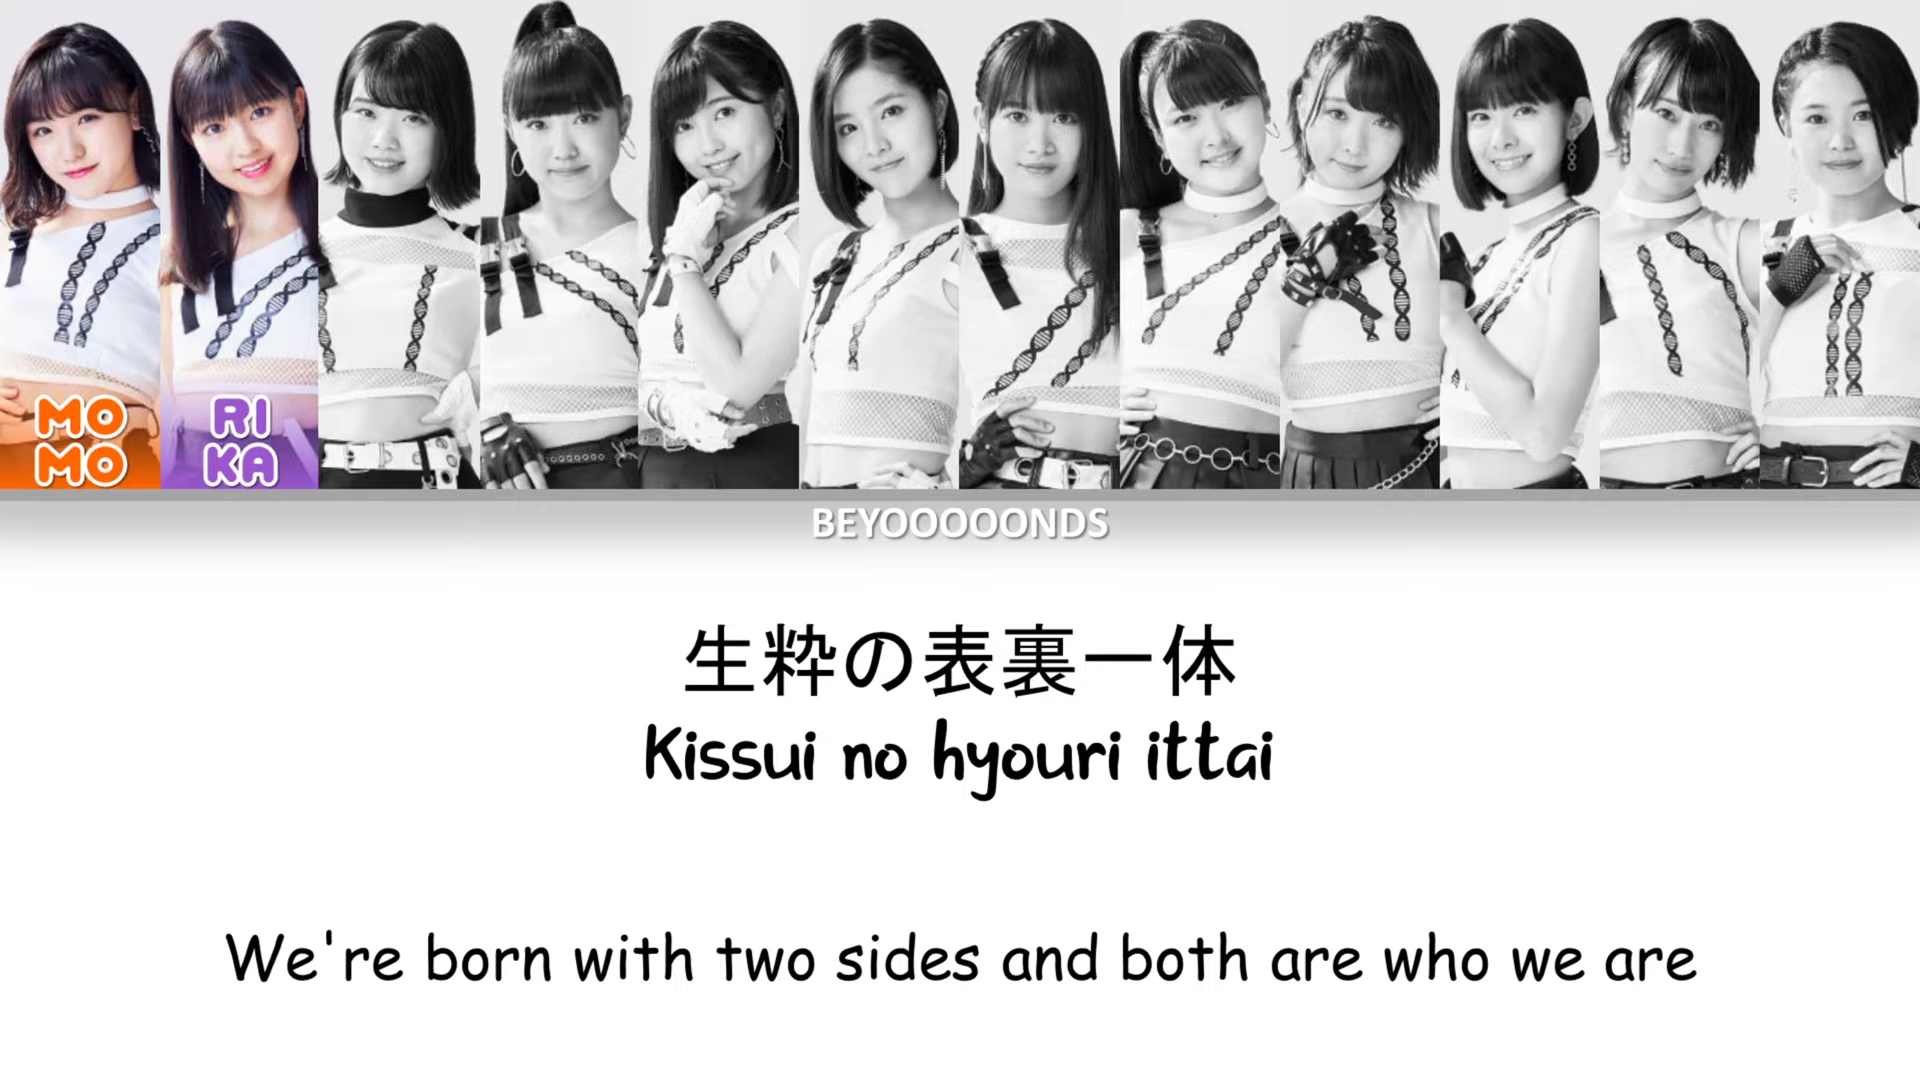 MO
MO
RI
KA
BEYOOOOONDS
生粋の表裏一体
Kissui no hyouri ittai
We're born with two sides and both are who we are